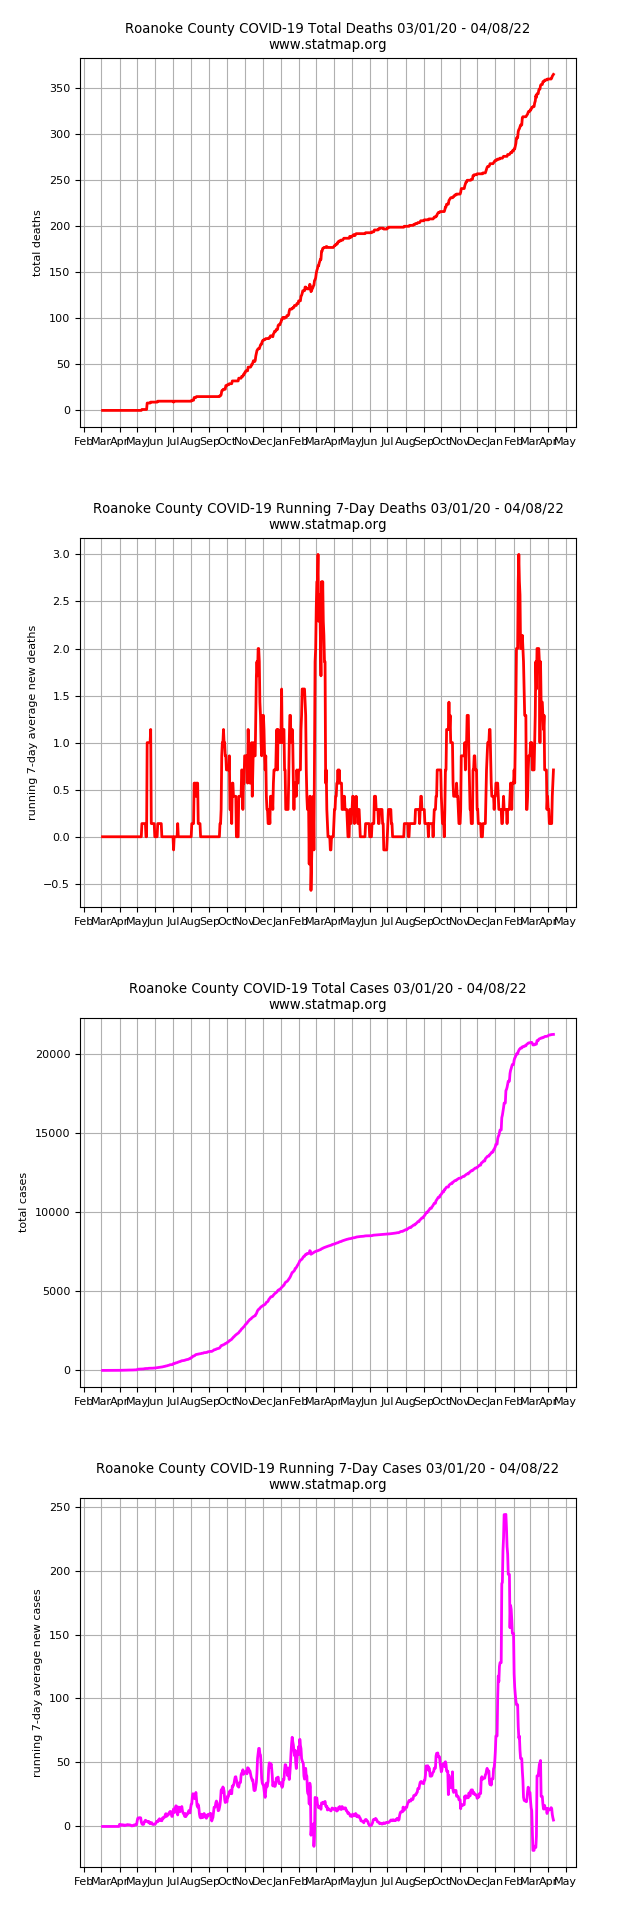 Roanoke County COVID-19 Total Deaths 03/01/20 - 04/08/22
www.statmap.org
350
300
250
200
150
100
50
0
total deaths
Feb Mar Apr May Jun Jul Aug Sep Oct Nov Dec Jan Feb Mar Apr May Jun Jul Aug Sep Oct Nov Dec Jan Feb Mar Apr May
Roanoke County COVID-19 Running 7-Day Deaths 03/01/20 - 04/08/22
www.statmap.org
3.0
2.5
2.0
1.5
1.0
0.5
0.0
−0.5
running 7-day average new deaths
Feb Mar Apr May Jun Jul Aug Sep Oct Nov Dec Jan Feb Mar Apr May Jun Jul Aug Sep Oct Nov Dec Jan Feb Mar Apr May
Roanoke County COVID-19 Total Cases 03/01/20 - 04/08/22
www.statmap.org
20000
15000
10000
5000
0
total cases
Feb Mar Apr May Jun Jul Aug Sep Oct Nov Dec Jan Feb Mar Apr May Jun Jul Aug Sep Oct Nov Dec Jan Feb Mar Apr May
Roanoke County COVID-19 Running 7-Day Cases 03/01/20 - 04/08/22
www.statmap.org
250
200
150
100
50
0
running 7-day average new cases
Feb Mar Apr May Jun Jul Aug Sep Oct Nov Dec Jan Feb Mar Apr May Jun Jul Aug Sep Oct Nov Dec Jan Feb Mar Apr May